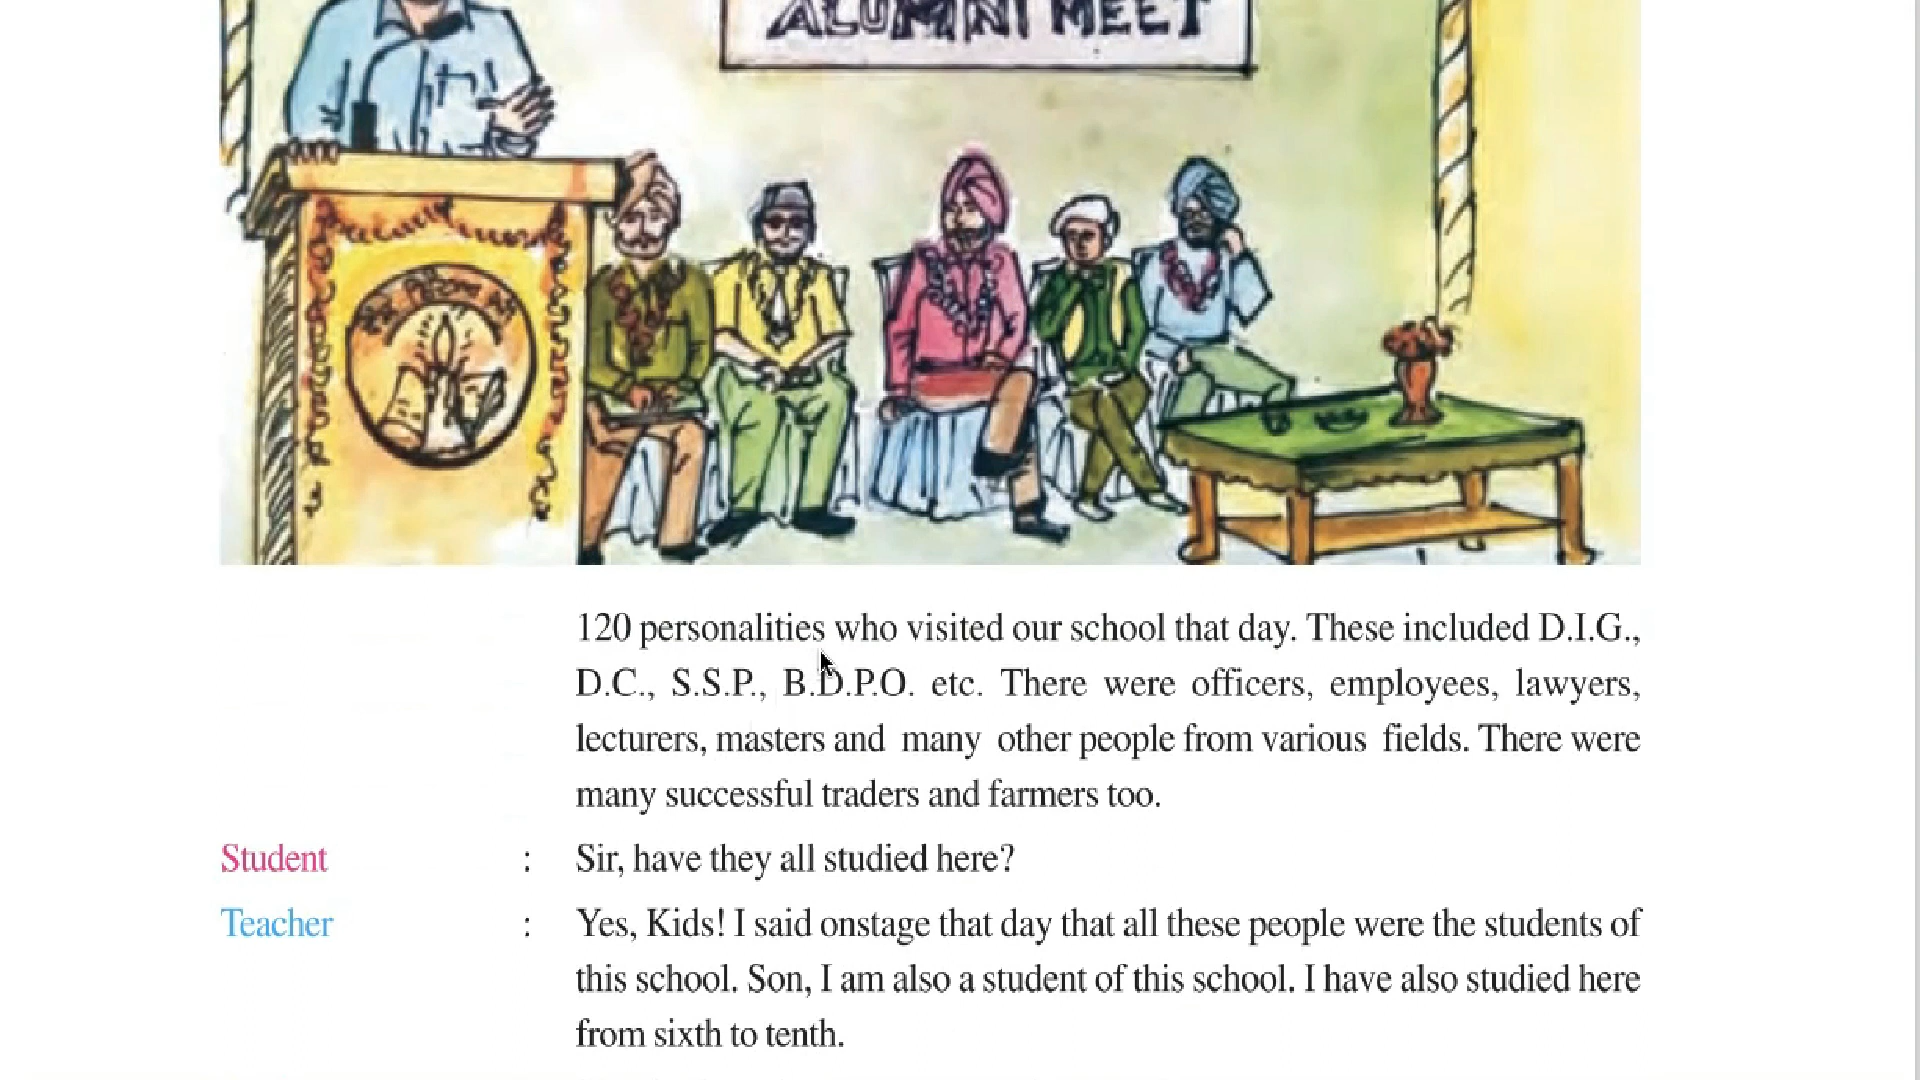 ALUMNI MEET
120 personalities who visited our school that day. These included D.I.G.,
D.C., S.S.P., B.D.P.O. etc. There were officers, employees, lawyers,
lecturers, masters and many other people from various fields. There were
many successful traders and farmers too.
Student : Sir, have they all studied here?
Teacher : Yes, Kids! I said onstage that day that all these people were the students of
this school. Son, I am also a student of this school. I have also studied here
from sixth to tenth.